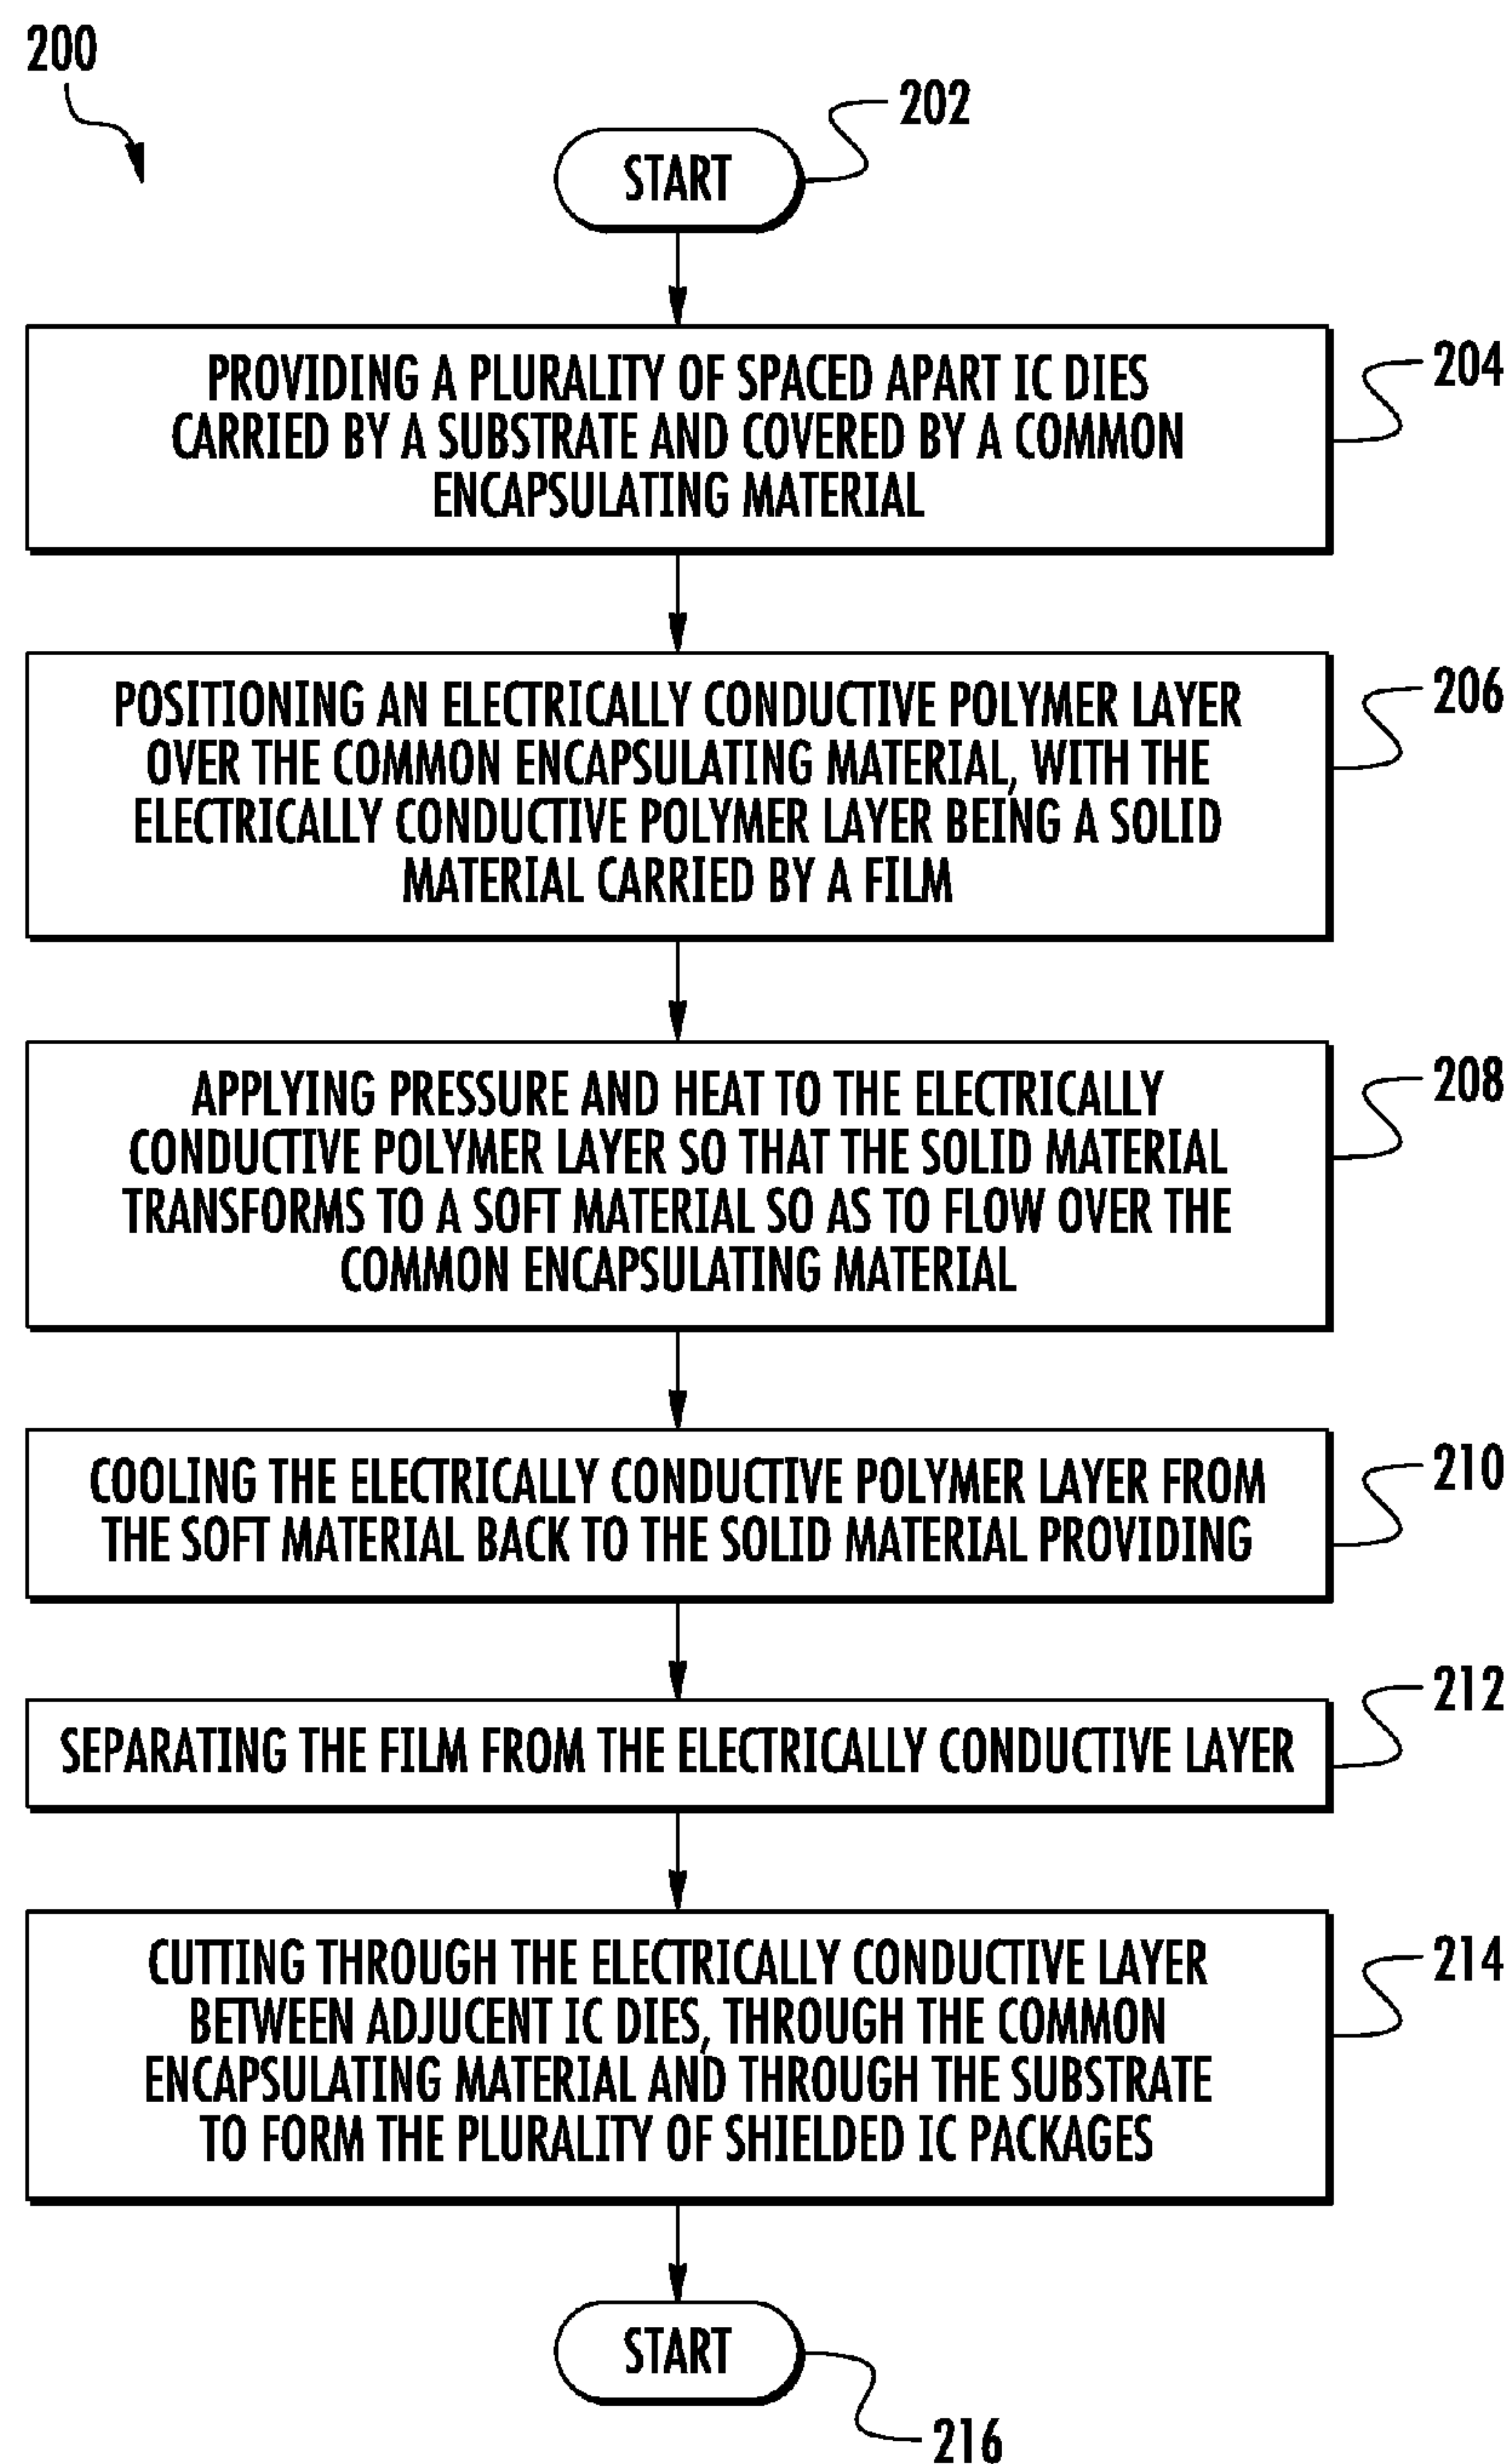 200
202
START
PROVIDING A PLURALITY OF SPACED APART IC DIES
CARRIED BY A SUBSTRATE AND COVERED BY A COMMON
ENCAPSULATING MATERIAL
204
POSITIONING AN ELECTRICALLY CONDUCTIVE POLYMER LAYER
OVER THE COMMON ENCAPSULATING MATERIAL, WITH THE
ELECTRICALLY CONDUCTIVE POLYMER LAYER BEING A SOLID
MATERIAL CARRIED BY A FILM
206
APPLYING PRESSURE AND HEAT TO THE ELECTRICALLY
CONDUCTIVE POLYMER LAYER SO THAT THE SOLID MATERIAL
TRANSFORMS TO A SOFT MATERIAL SO AS TO FLOW OVER THE
COMMON ENCAPSULATING MATERIAL
208
COOLING THE ELECTRICALLY CONDUCTIVE POLYMER LAYER FROM
THE SOFT MATERIAL BACK TO THE SOLID MATERIAL PROVIDING
210
SEPARATING THE FILM FROM THE ELECTRICALLY CONDUCTIVE LAYER
212
CUTTING THROUGH THE ELECTRICALLY CONDUCTIVE LAYER
BETWEEN ADJUCENT IC DIES, THROUGH THE COMMON
ENCAPSULATING MATERIAL AND THROUGH THE SUBSTRATE
TO FORM THE PLURALITY OF SHIELDED IC PACKAGES
214
START
216